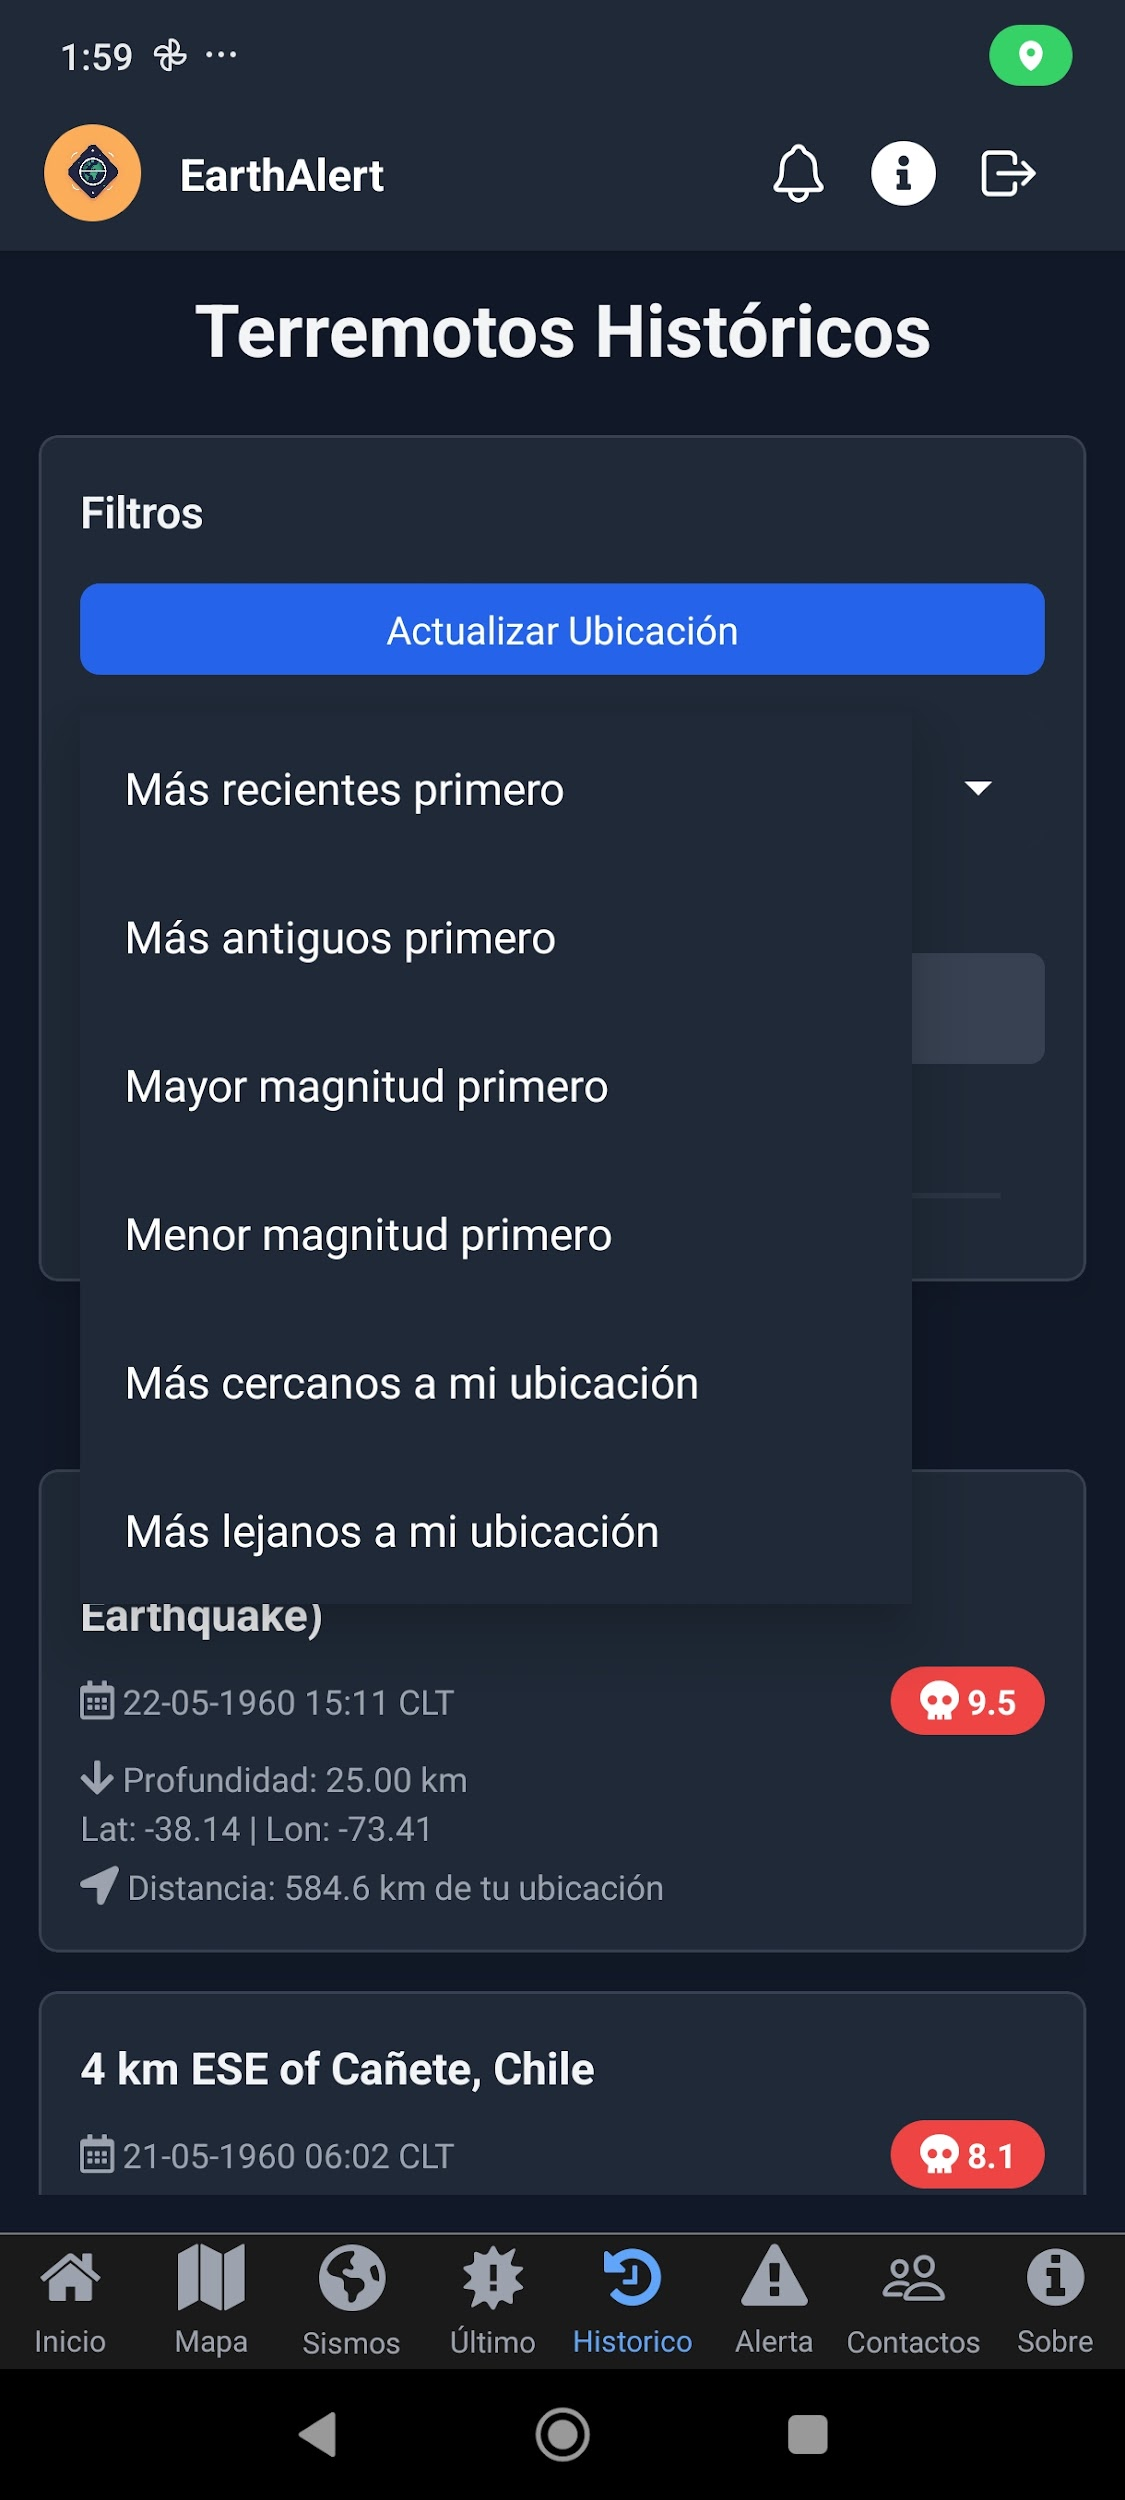 1:59
EarthAlert
Terremotos Históricos
Filtros
Actualizar Ubicación
Más recientes primero
Más antiguos primero
Mayor magnitud primero
Menor magnitud primero
Más cercanos a mi ubicación
Más lejanos a mi ubicación
Earthquake)
22-05-1960 15:11 CLT
9.5
Profundidad: 25.00 km
Lat: -38.14 | Lon: -73.41
Distancia: 584.6 km de tu ubicación
4 km ESE of Cañete, Chile
21-05-1960 06:02 CLT
8.1
Inicio Mapa Sismos Último Historico Alerta Contactos Sobre